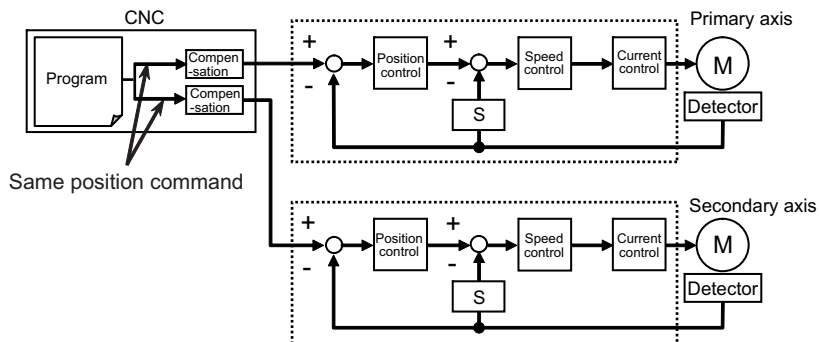 CNC
Program
Compen
-sation
Compen
-sation
Same position command
Primary axis
+
-
Position
control
+
-
Speed
control
Current
control
M
Detector
S
Secondary axis
+
-
Position
control
+
-
Speed
control
Current
control
M
Detector
S